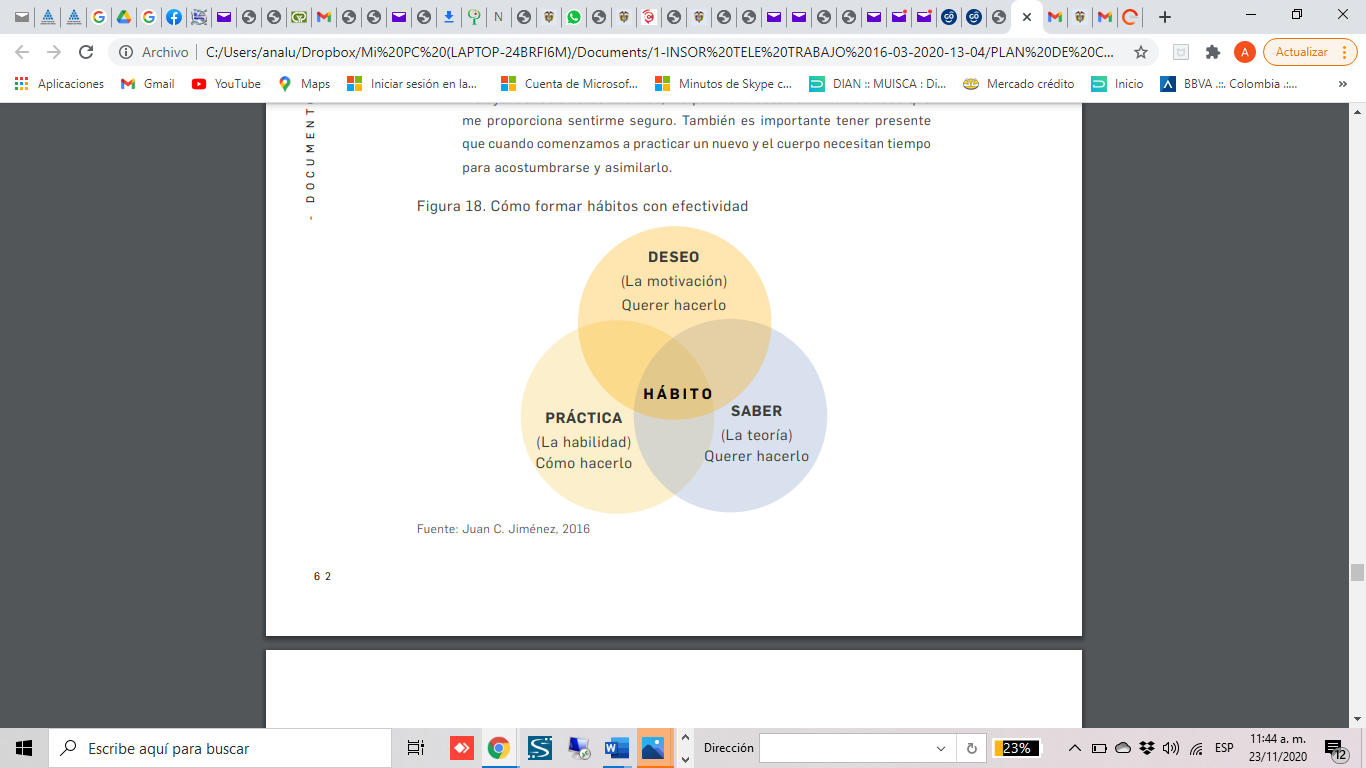 Archivo
C:/Users/analu/Dropbox/Mi%20PC%20(LAPTOP-24BRFI6M)/Documents/1-INSOR%20TELE%20TRABAJO%2016-03-2020-13-04/PLAN%20DE%20C...
A
Actualizar
Aplicaciones
Gmail
YouTube
Maps
Iniciar sesión en la...
Cuenta de Microsof...
Minutos de Skype c...
DIAN :: MUISCA : Di...
Mercado crédito
Inicio
BBVA .::. Colombia .::...
»
- DOCUMENT
me proporciona sentirme seguro. También es importante tener presente
que cuando comenzamos a practicar un nuevo y el cuerpo necesitan tiempo
para acostumbrarse y asimilarlo.
Figura 18. Cómo formar hábitos con efectividad
DESEO
(La motivación)
Querer hacerlo
HÁBITO
PRÁCTICA
(La habilidad)
Cómo hacerlo
SABER
(La teoría)
Querer hacerlo
Fuente: Juan C. Jiménez, 2016
62
Escribe aquí para buscar
Dirección
23%
ESP
11:44 a. m.
23/11/2020
12